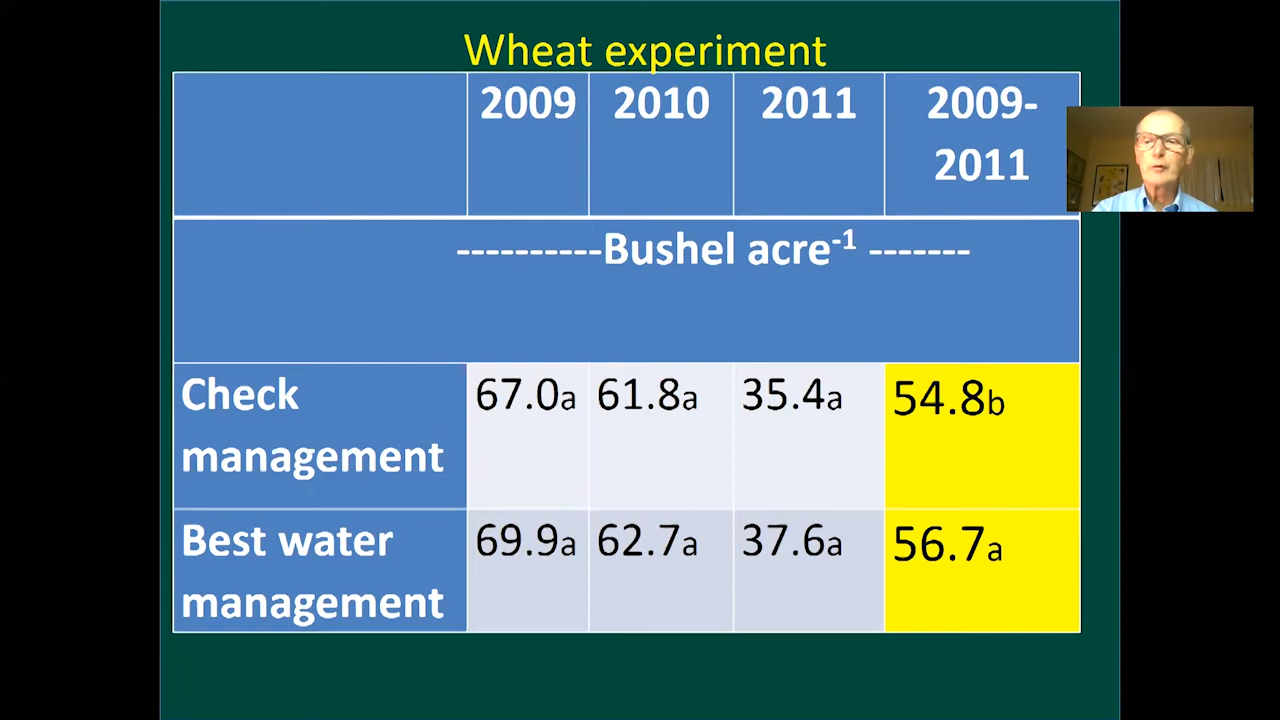 Wheat experiment
2009 2010 2011 2009-
2011
----------Bushel acre-1 -------
Check
management
67.0a 61.8a 35.4a 54.8b
Best water
management
69.9a 62.7a 37.6a 56.7a